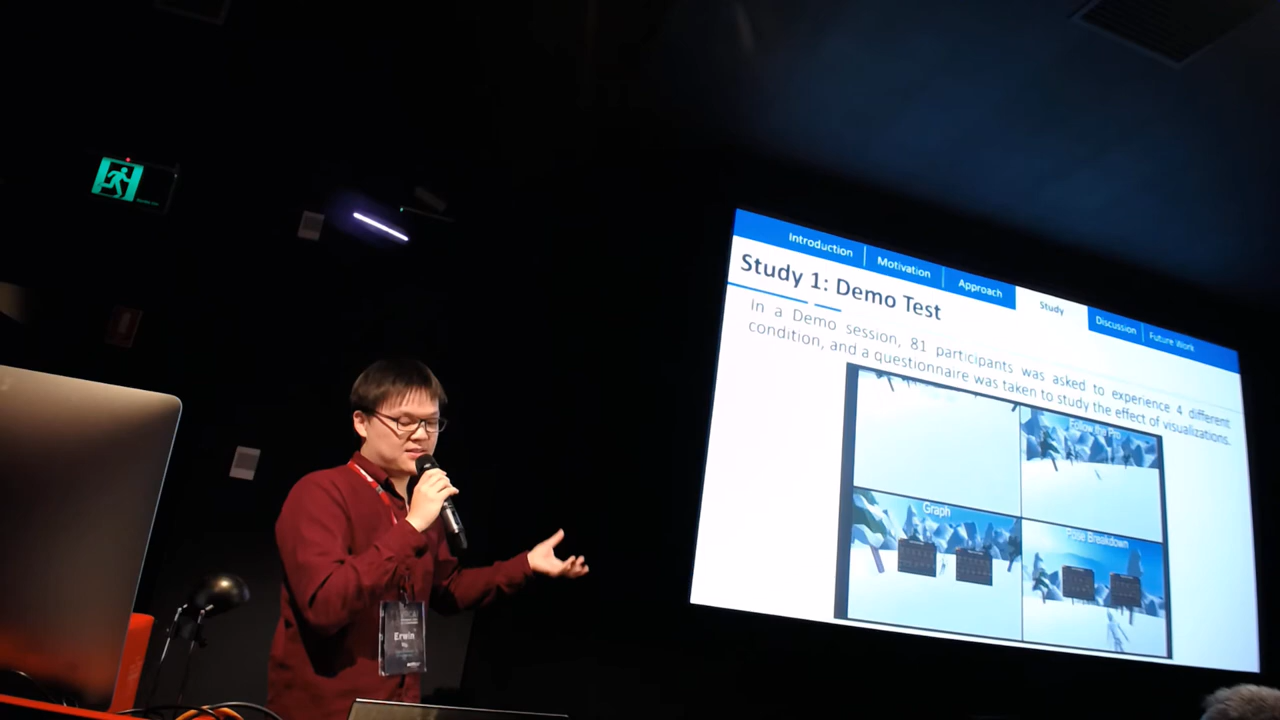 Introduction
Motivation
Approach
Study
Discussion
Future Work
Study 1: Demo Test
In a Demo session, 81 participants was asked to experience 4 different
condition, and a questionnaire was taken to study the effect of visualizations.
Follow the Pro
Graph
Pose Breakdown
Erwin